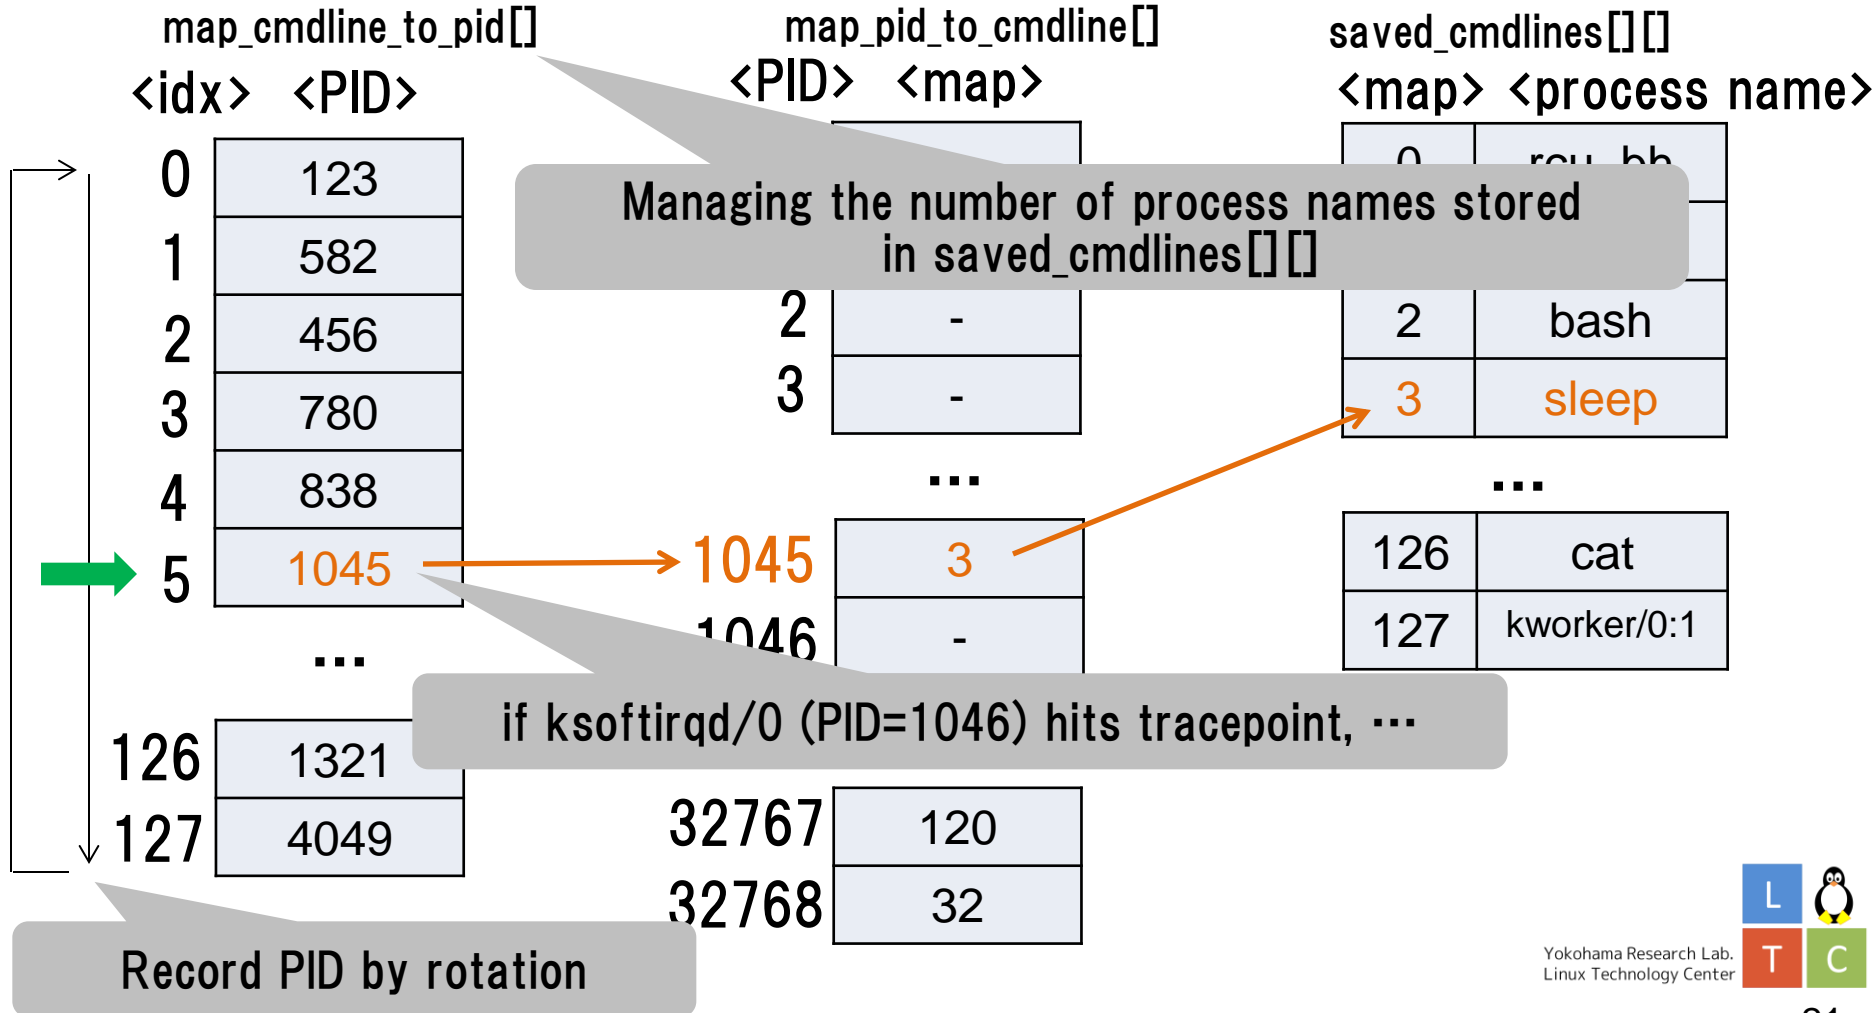 map_cmdline_to_pid[]
<idx> <PID>
0 123
1 582
2 456
3 780
4 838
5 1045
...
126 1321
127 4049
Record PID by rotation
map_pid_to_cmdline[]
<PID> <map>
2 -
3 -
...
1045 3
1046 -
32767 120
32768 32
saved_cmdlines[][]
<map> <process name>
0 rcu_bh
2 bash
3 sleep
...
126 cat
127 kworker/0:1
Managing the number of process names stored
in saved_cmdlines[][]
if ksoftirqd/0 (PID=1046) hits tracepoint, …
Yokohama Research Lab.
Linux Technology Center
L
T C